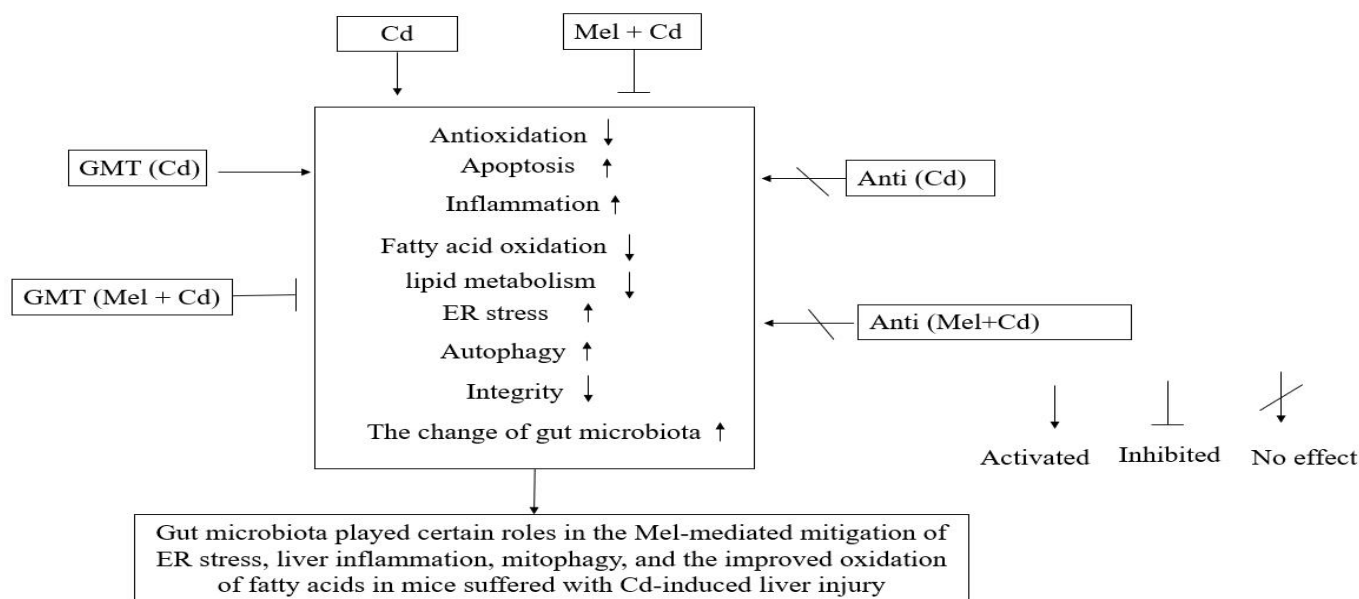 Cd
Mel + Cd
GMT (Cd)
GMT (Mel + Cd)
Antioxidation ↓
Apoptosis ↑
Inflammation ↑
Fatty acid oxidation ↓
lipid metabolism ↓
ER stress ↑
Autophagy ↑
Integrity ↓
The change of gut microbiota ↑
Anti (Cd)
Anti (Mel+Cd)
Activated
Inhibited
No effect
Gut microbiota played certain roles in the Mel-mediated mitigation of
ER stress, liver inflammation, mitophagy, and the improved oxidation
of fatty acids in mice suffered with Cd-induced liver injury